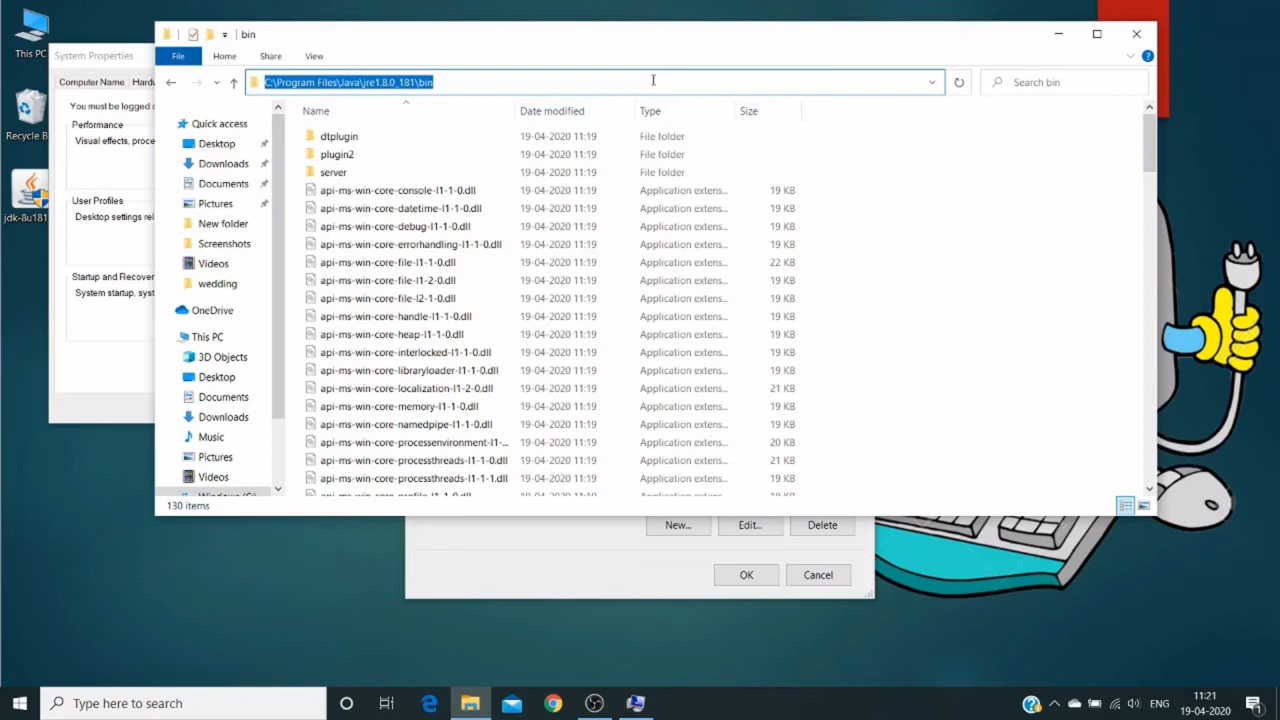 This PC
Recycle B
jdk-8u181
System Properties
Computer Name
Hardw
You must be logged o
Performance
Visual effects, proce
User Profiles
Desktop settings rel
Startup and Recover
System startup, syst
bin
File
Home
Share
View
C:\Program Files\Java\jre1.8.0_181\bin
Search bin
Quick access
Desktop
Downloads
Documents
Pictures
New folder
Screenshots
Videos
wedding
OneDrive
This PC
3D Objects
Desktop
Documents
Downloads
Music
Pictures
Videos
Name Date modified Type Size
dtplugin 19-04-2020 11:19 File folder
plugin2 19-04-2020 11:19 File folder
server 19-04-2020 11:19 File folder
api-ms-win-core-console-l1-1-0.dll 19-04-2020 11:19 Application extens... 19 KB
api-ms-win-core-datetime-l1-1-0.dll 19-04-2020 11:19 Application extens... 19 KB
api-ms-win-core-debug-l1-1-0.dll 19-04-2020 11:19 Application extens... 19 KB
api-ms-win-core-errorhandling-l1-1-0.dll 19-04-2020 11:19 Application extens... 19 KB
api-ms-win-core-file-l1-1-0.dll 19-04-2020 11:19 Application extens... 22 KB
api-ms-win-core-file-l1-2-0.dll 19-04-2020 11:19 Application extens... 19 KB
api-ms-win-core-file-l2-1-0.dll 19-04-2020 11:19 Application extens... 19 KB
api-ms-win-core-handle-l1-1-0.dll 19-04-2020 11:19 Application extens... 19 KB
api-ms-win-core-heap-l1-1-0.dll 19-04-2020 11:19 Application extens... 19 KB
api-ms-win-core-interlocked-l1-1-0.dll 19-04-2020 11:19 Application extens... 19 KB
api-ms-win-core-libraryloader-l1-1-0.dll 19-04-2020 11:19 Application extens... 19 KB
api-ms-win-core-localization-l1-2-0.dll 19-04-2020 11:19 Application extens... 21 KB
api-ms-win-core-memory-l1-1-0.dll 19-04-2020 11:19 Application extens... 19 KB
api-ms-win-core-namedpipe-l1-1-0.dll 19-04-2020 11:19 Application extens... 19 KB
api-ms-win-core-processenvironment-l1-... 19-04-2020 11:19 Application extens... 20 KB
api-ms-win-core-processthreads-l1-1-0.dll 19-04-2020 11:19 Application extens... 21 KB
api-ms-win-core-processthreads-l1-1-1.dll 19-04-2020 11:19 Application extens... 19 KB
130 items
New...
Edit...
Delete
OK
Cancel
Type here to search
ENG
11:21
19-04-2020
1